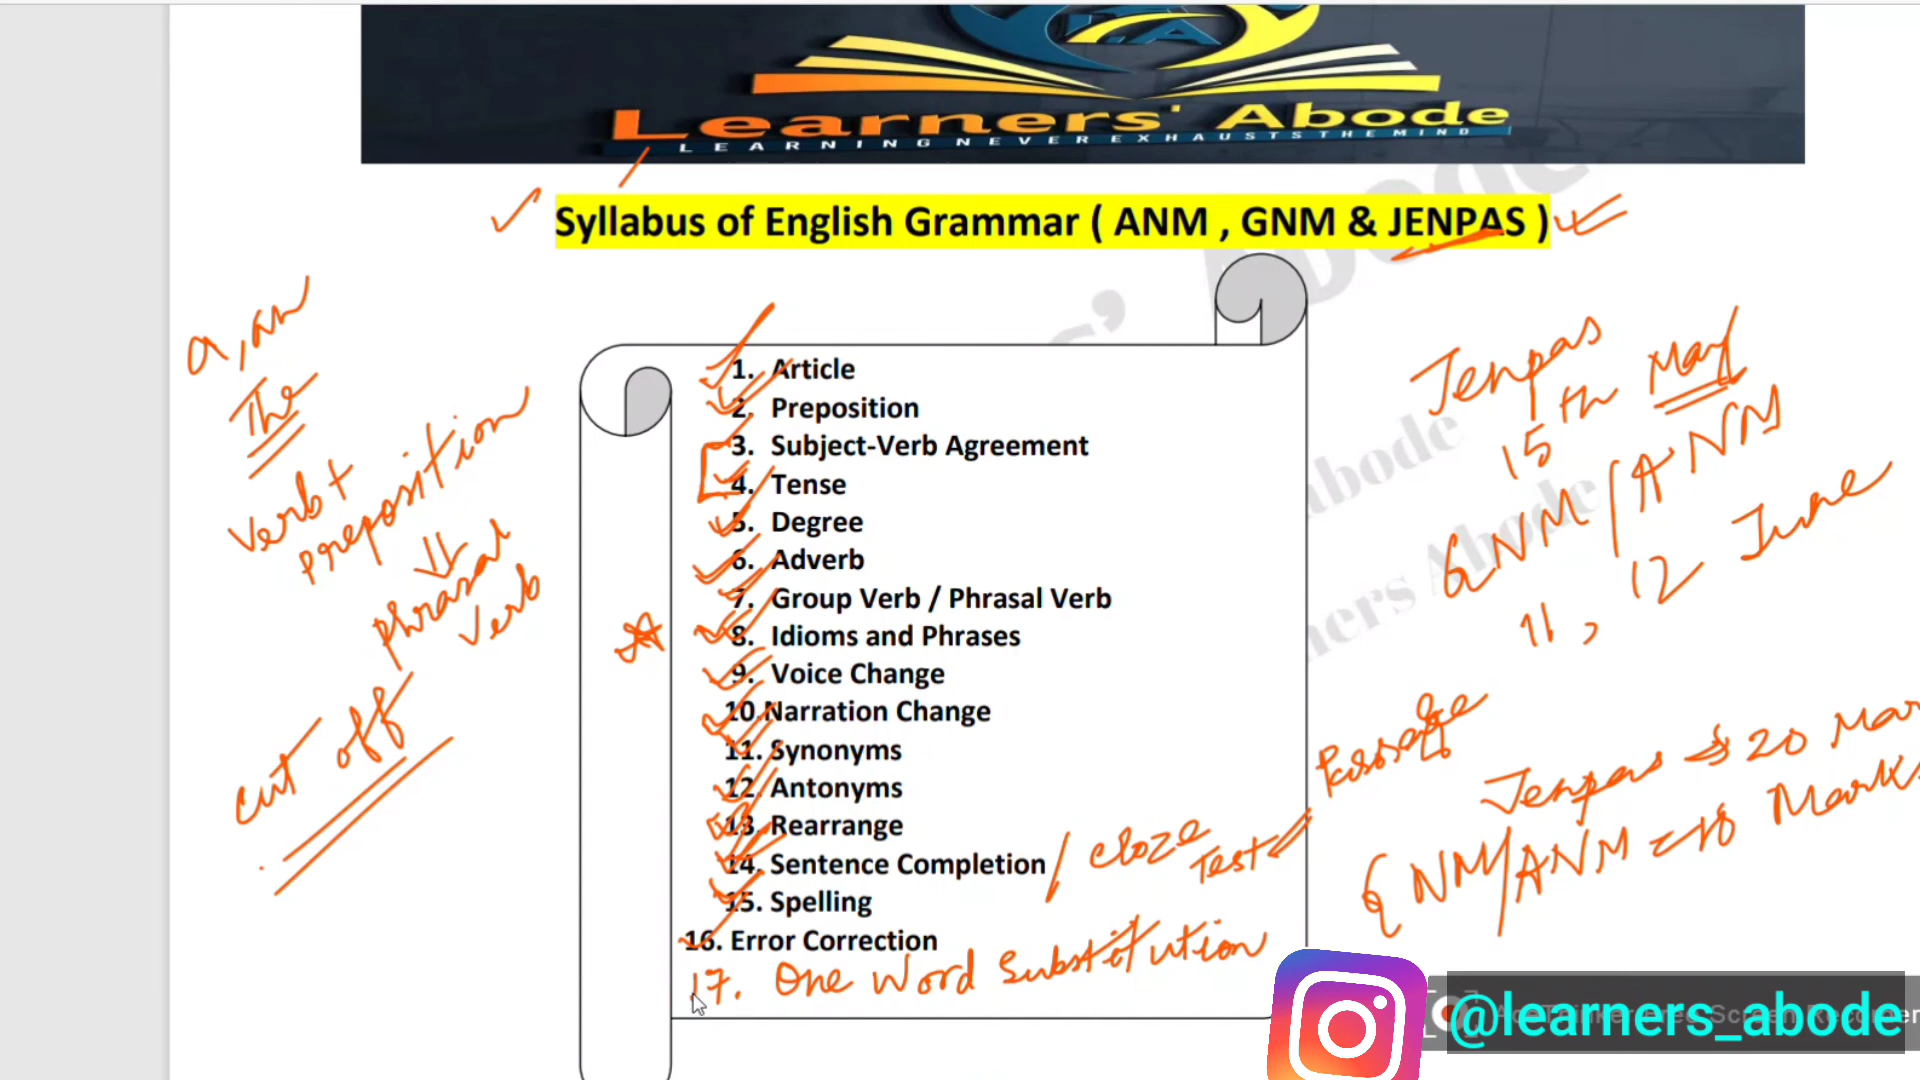 Learners' Abode
LEARNING NEVER EXHAUSTS THE MIND
Syllabus of English Grammar ( ANM , GNM & JENPAS )
a, an
The
verb +
preposition
phrasal
verb
cut off
1. Article
2. Preposition
3. Subject-Verb Agreement
4. Tense
5. Degree
6. Adverb
7. Group Verb / Phrasal Verb
8. Idioms and Phrases
9. Voice Change
10. Narration Change
11. Synonyms
12. Antonyms
13. Rearrange
14. Sentence Completion / Cloze Test
15. Spelling
16. Error Correction
17. One Word Substitution
Jenpas
15th May
GNM/ANM
11, 12 June
Passage
Jenpas 20 Mar
GNM/ANM = 10 Marks
@learners_abode